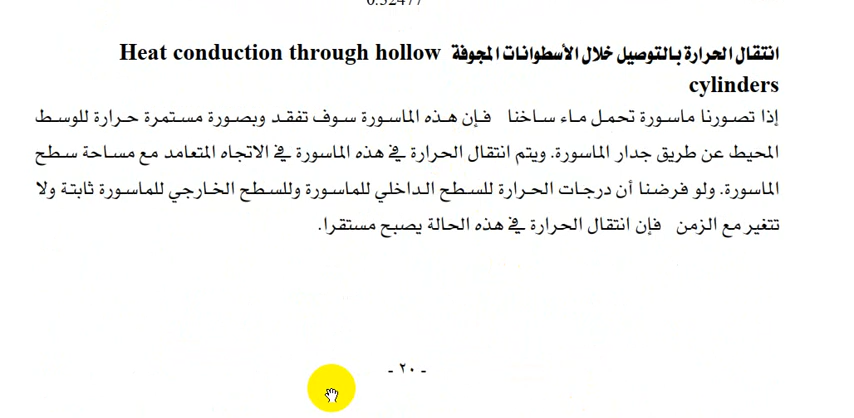 0.32477
انتقال الحرارة بالتوصيل خلال الأسطوانات المجوفة Heat conduction through hollow
cylinders
إذا تصورنا ماسورة تحمل ماء ساخنا فإن هذه الماسورة سوف تفقد وبصورة مستمرة حرارة للوسط
المحيط عن طريق جدار الماسورة. ويتم انتقال الحرارة في هذه الماسورة في الاتجاه المتعامد مع مساحة سطح
الماسورة. ولو فرضنا أن درجات الحرارة للسطح الداخلي للماسورة وللسطح الخارجي للماسورة ثابتة ولا
تتغير مع الزمن فإن انتقال الحرارة في هذه الحالة يصبح مستقرا.
- ٢٠ -